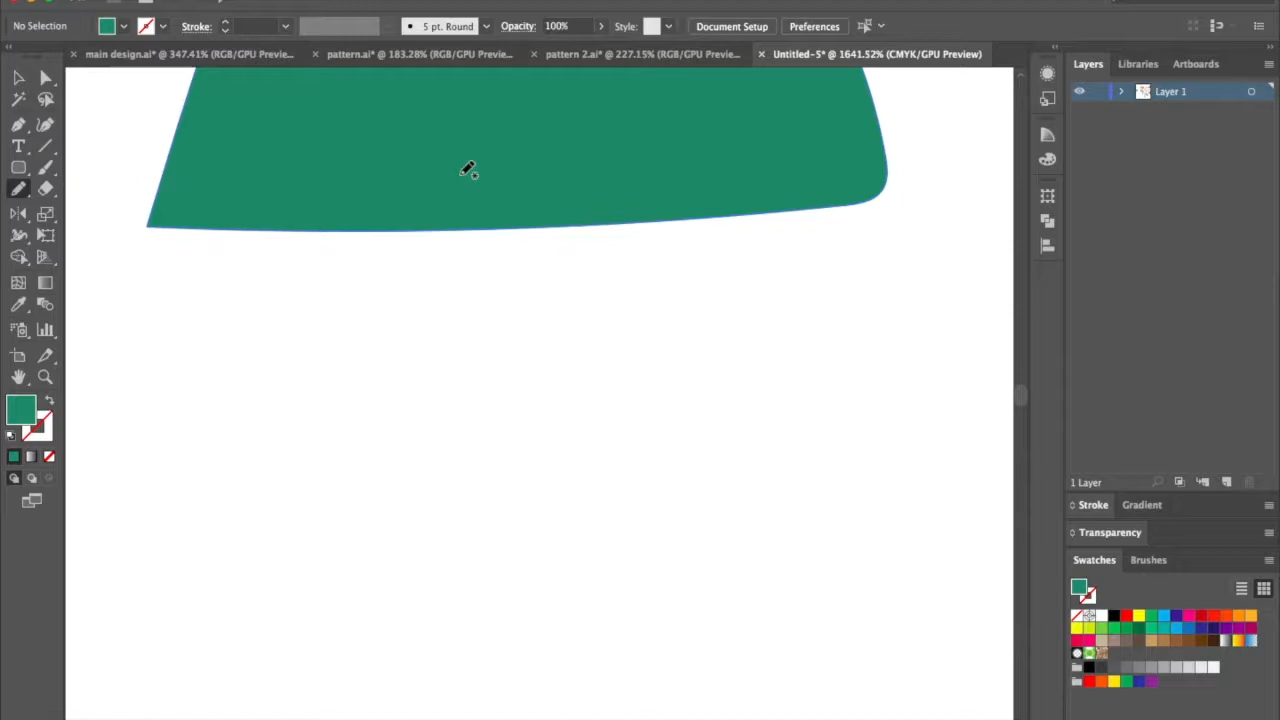 No Selection Stroke: 5 pt. Round Opacity: 100% Style: Document Setup Preferences
main design.ai* @ 347.41% (RGB/GPU Previe... pattern.ai* @ 183.28% (RGB/GPU Previe... pattern 2.ai* @ 227.15% (RGB/GPU Previe... Untitled-5* @ 1641.52% (CMYK/GPU Preview)
Layers Libraries Artboards
Layer 1
1 Layer
Stroke Gradient
Transparency
Swatches Brushes